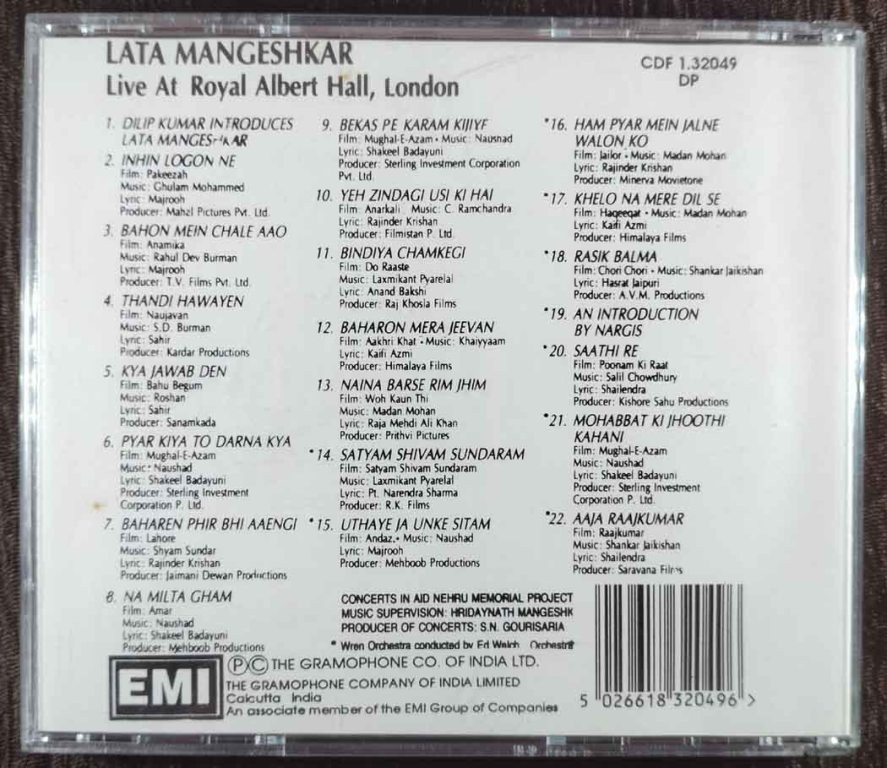 LATA MANGESHKAR
Live At Royal Albert Hall, London
CDF 1.32049
DP
1. DILIP KUMAR INTRODUCES
LATA MANGESHKAR
2. INHIN LOGON NE
Film: Pakeezah
Music: Ghulam Mohammed
Lyric: Majrooh
Producer: Mahzl Pictures Pvt. Ltd.
3. BAHON MEIN CHALE AAO
Film: Anamika
Music: Rahul Dev Burman
Lyric: Majrooh
Producer: T.V. Films Pvt. Ltd.
4. THANDI HAWAYEN
Film: Naujavan
Music: S.D. Burman
Lyric: Sahir
Producer: Kardar Productions
5. KYA JAWAB DEN
Film: Bahu Begum
Music: Roshan
Lyric: Sahir
Producer: Sanamkada
6. PYAR KIYA TO DARNA KYA
Film: Mughal-E-Azam
Music: Naushad
Lyric: Shakeel Badayuni
Producer: Sterling Investment
Corporation P. Ltd.
7. BAHAREN PHIR BHI AAENGI
Film: Lahore
Music: Shyam Sundar
Lyric: Rajinder Krishan
Producer: Jaimani Dewan Productions
8. NA MILTA GHAM
Film: Amar
Music: Naushad
Lyric: Shakeel Badayuni
Producer: Mehboob Productions
9. BEKAS PE KARAM KIJIYE
Film: Mughal-E-Azam • Music: Naushad
Lyric: Shakeel Badayuni
Producer: Sterling Investment Corporation
Pvt. Ltd.
10. YEH ZINDAGI USI KI HAI
Film: Anarkali . Music: C. Ramchandra
Lyric: Rajinder Krishan
Producer: Filmistan P. Ltd.
11. BINDIYA CHAMKEGI
Film: Do Raaste
Music: Laxmikant Pyarelal
Lyric: Anand Bakshi
Producer: Raj Khosla Films
12. BAHARON MERA JEEVAN
Film: Aakhri Khat • Music: Khaiyyaam
Lyric: Kaifi Azmi
Producer: Himalaya Films
13. NAINA BARSE RIM JHIM
Film: Woh Kaun Thi
Music: Madan Mohan
Lyric: Raja Mehdi Ali Khan
Producer: Prithvi Pictures
*14. SATYAM SHIVAM SUNDARAM
Film: Satyam Shivam Sundaram
Music: Laxmikant Pyarelal
Lyric: Pt. Narendra Sharma
Producer: R.K. Films
*15. UTHAYE JA UNKE SITAM
Film: Andaz.• Music: Naushad
Lyric: Majrooh
Producer: Mehboob Productions
*16. HAM PYAR MEIN JALNE
WALON KO
Film: Jailor • Music: Madan Mohan
Lyric: Rajinder Krishan
Producer: Minerva Movietone
*17. KHELO NA MERE DIL SE
Film: Haqeeqat • Music: Madan Mohan
Lyric: Kaifi Azmi
Producer: Himalaya Films
*18. RASIK BALMA
Film: Chori Chori • Music: Shankar Jaikishan
Lyric: Hasrat Jaipuri
Producer: A.V.M. Productions
*19. AN INTRODUCTION
BY NARGIS
*20. SAATHI RE
Film: Poonam Ki Raat
Music: Salil Chowdhury
Lyric: Shailendra
Producer: Kishore Sahu Productions
*21. MOHABBAT KI JHOOTHI
KAHANI
Film: Mughal-E-Azam
Music: Naushad
Lyric: Shakeel Badayuni
Producer: Sterling Investment
Corporation P. Ltd.
*22. AAJA RAAJKUMAR
Film: Raajkumar
Music: Shankar Jaikishan
Lyric: Shailendra
Producer: Saravana Films
CONCERTS IN AID NEHRU MEMORIAL PROJECT
MUSIC SUPERVISION: HRIDAYNATH MANGESHK
PRODUCER OF CONCERTS: S.N. GOURISARIA
* Wren Orchestra conducted by Ed Welch
EMI
Ⓟ© THE GRAMOPHONE CO. OF INDIA LTD.
THE GRAMOPHONE COMPANY OF INDIA LIMITED
Calcutta India
An associate member of the EMI Group of Companies
5 026618 320496 >